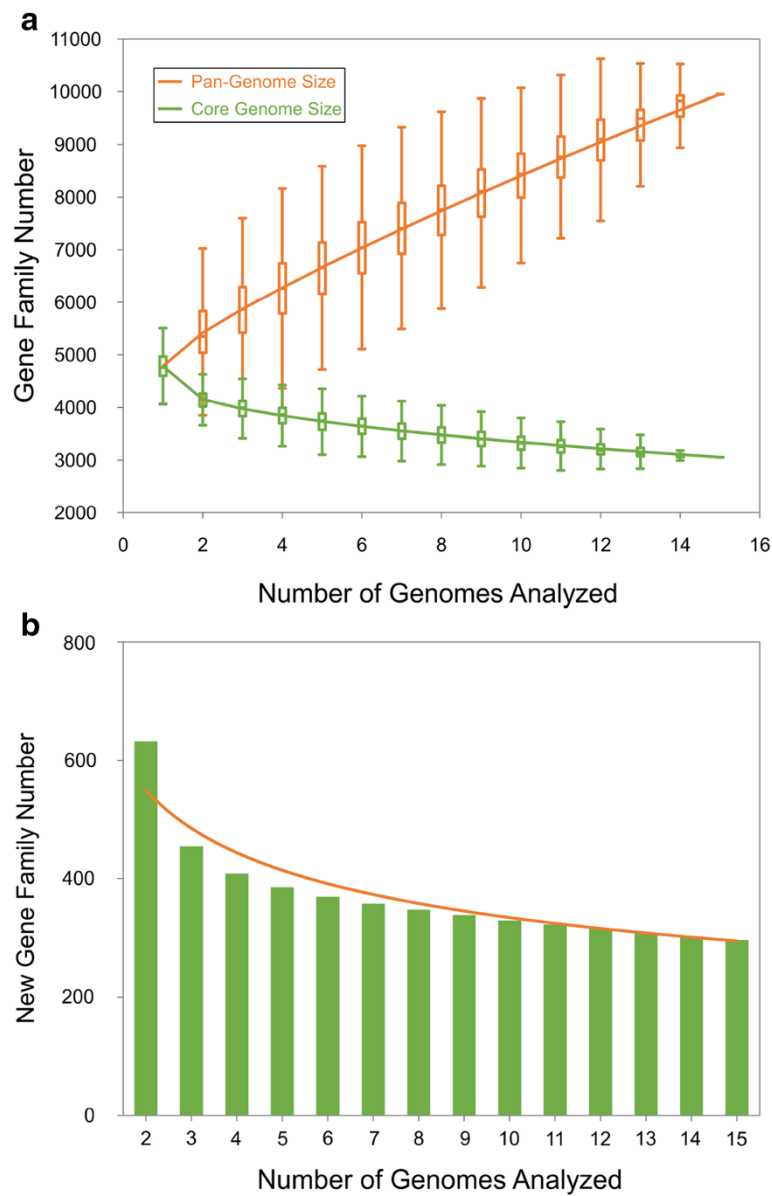 a
11000
10000
9000
8000
7000
6000
5000
4000
3000
2000
Gene Family Number
Pan-Genome Size
Core Genome Size
0 2 4 6 8 10 12 14 16
Number of Genomes Analyzed
b
800
600
400
200
0
New Gene Family Number
2 3 4 5 6 7 8 9 10 11 12 13 14 15
Number of Genomes Analyzed